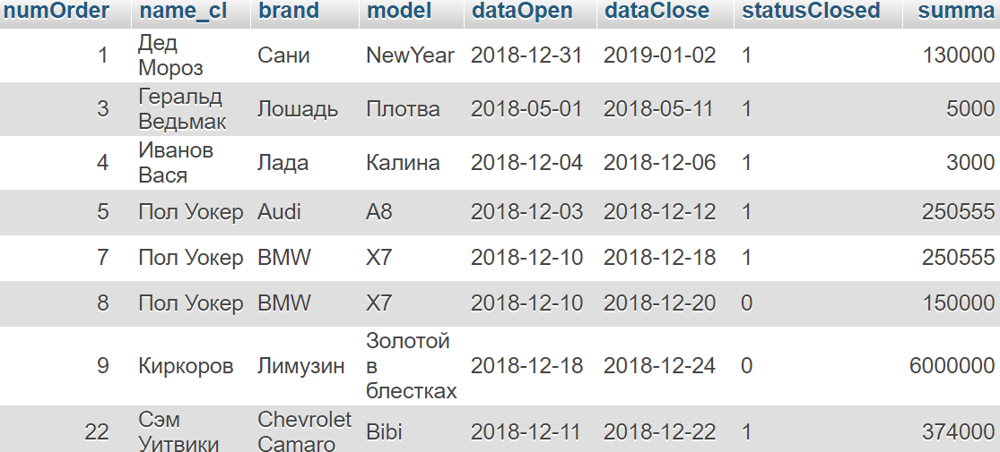 numOrder name_cl brand model dataOpen dataClose statusClosed summa
1 Дед Мороз Сани NewYear 2018-12-31 2019-01-02 1 130000
3 Геральд Ведьмак Лошадь Плотва 2018-05-01 2018-05-11 1 5000
4 Иванов Вася Лада Калина 2018-12-04 2018-12-06 1 3000
5 Пол Уокер Audi A8 2018-12-03 2018-12-12 1 250555
7 Пол Уокер BMW X7 2018-12-10 2018-12-18 1 250555
8 Пол Уокер BMW X7 2018-12-10 2018-12-20 0 150000
9 Киркоров Лимузин Золотой в блестках 2018-12-18 2018-12-24 0 6000000
22 Сэм Уитвики Chevrolet Camaro Bibi 2018-12-11 2018-12-22 1 374000